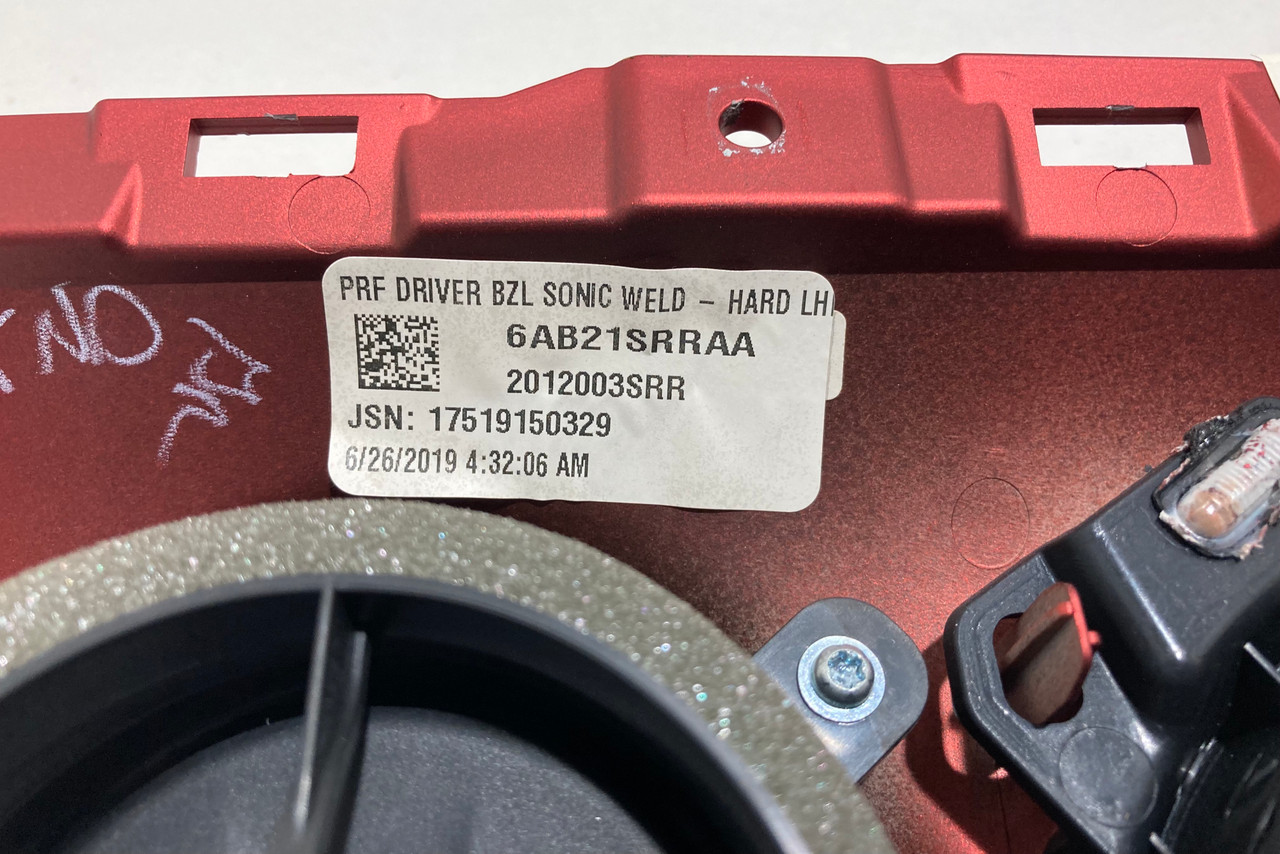 PRF DRIVER BZL SONIC WELD – HARD LH
6AB21SRRAA
2012003SRR
JSN: 17519150329
6/26/2019 4:32:06 AM